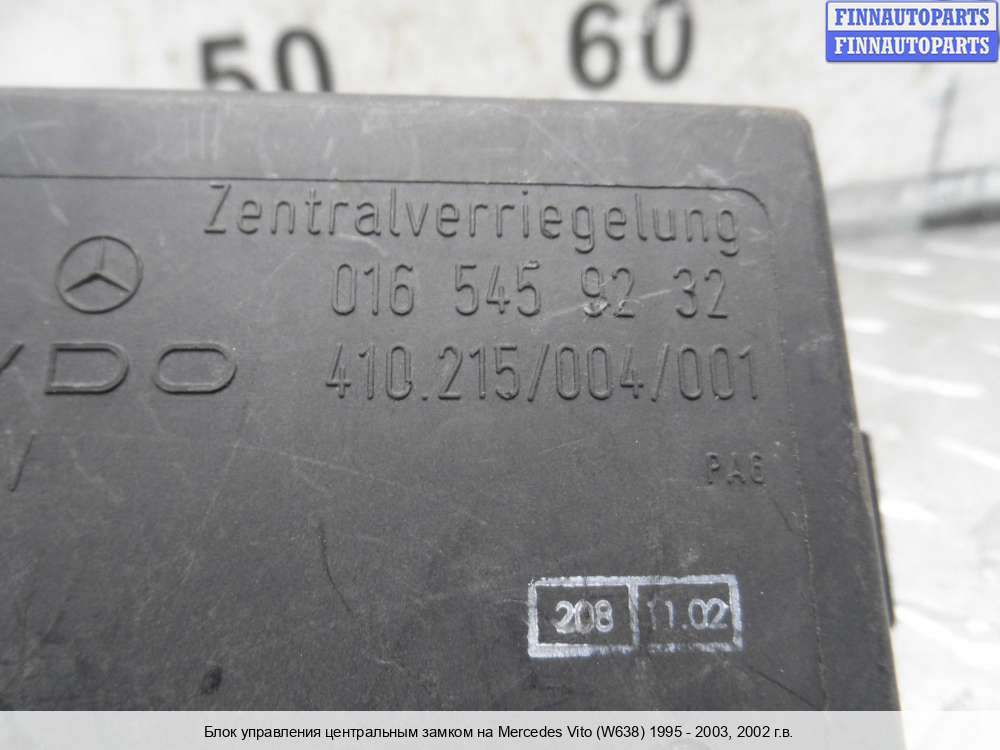 50 60
FINNAUTOPARTS
FINNAUTOPARTS
Zentralverriegelung
016 545 92 32
VDO 410.215/004/001
PA6
208 11.02
Блок управления центральным замком на Mercedes Vito (W638) 1995 - 2003, 2002 г.в.